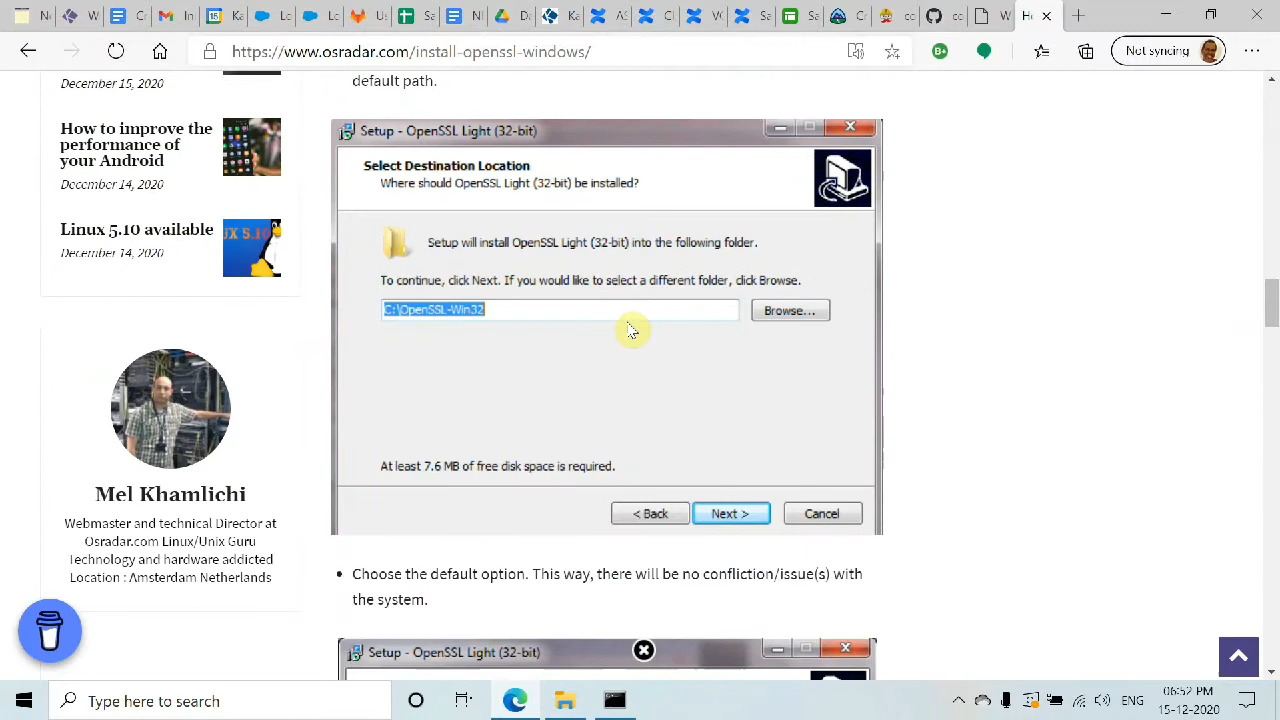 15
B+
Not syncing
https://www.osradar.com/install-openssl-windows/
December 15, 2020
How to improve the
performance of
your Android
December 14, 2020
Linux 5.10 available
December 14, 2020
UX 5.10
Mel Khamlichi
Webmaster and technical Director at
Osradar.com Linux/Unix Guru
Technology and hardware addicted
Location : Amsterdam Netherlands
default path.
Setup - OpenSSL Light (32-bit)
Select Destination Location
Where should OpenSSL Light (32-bit) be installed?
Setup will install OpenSSL Light (32-bit) into the following folder.
To continue, click Next. If you would like to select a different folder, click Browse.
C:\OpenSSL-Win32
Browse...
At least 7.6 MB of free disk space is required.
< Back
Next >
Cancel
Choose the default option. This way, there will be no confliction/issue(s) with
the system.
Setup - OpenSSL Light (32-bit)
Type here to search
ENG
06:52 PM
15-12-2020